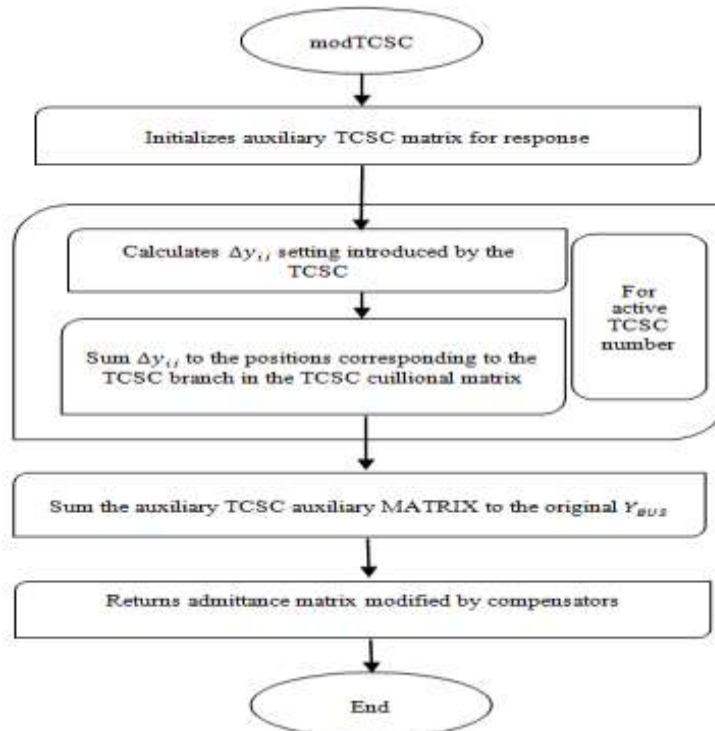 modTCSC
Initializes auxiliary TCSC matrix for response
Calculates Δy_ij setting introduced by the
TCSC
For
active
TCSC
number
Sum Δy_ij to the positions corresponding to the
TCSC branch in the TCSC cuillional matrix
Sum the auxiliary TCSC auxiliary MATRIX to the original Y_BUS
Returns admittance matrix modified by compensators
End